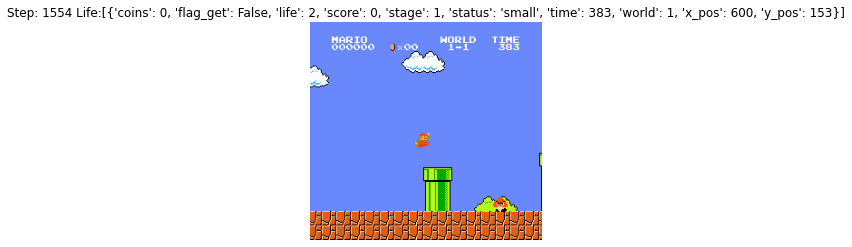 Step: 1554 Life:[{'coins': 0, 'flag_get': False, 'life': 2, 'score': 0, 'stage': 1, 'status': 'small', 'time': 383, 'world': 1, 'x_pos': 600, 'y_pos': 153}]
MARIO WORLD TIME
000000 x00 1-1 383